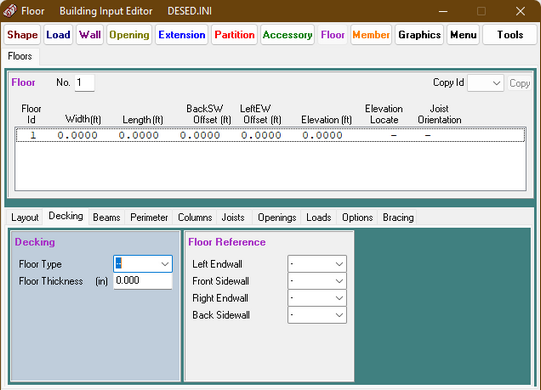 Floor Building Input Editor DESED.INI
Shape Load Wall Opening Extension Partition Accessory Floor Member Graphics Menu Tools
Floors
Floor No. 1 Copy Id Copy
BackSW LeftEW Elevation Joist
Floor Id Width(ft) Length(ft) Offset (ft) Offset (ft) Elevation (ft) Locate Orientation
1 0.0000 0.0000 0.0000 0.0000 0.0000 - -
Layout Decking Beams Perimeter Columns Joists Openings Loads Options Bracing
Decking
Floor Type -
Floor Thickness (in) 0.000
Floor Reference
Left Endwall -
Front Sidewall -
Right Endwall -
Back Sidewall -